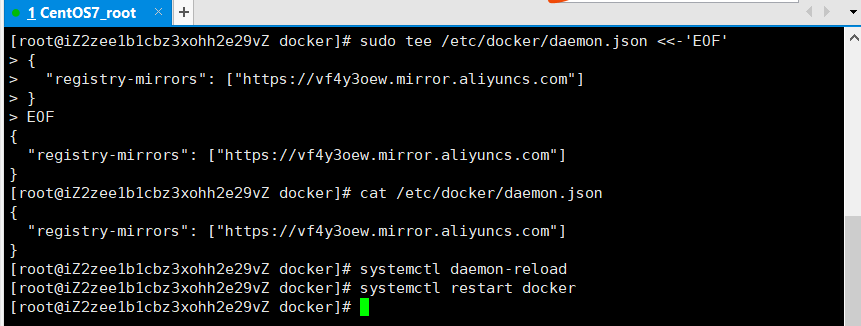 1 CentOS7_root
[root@iZ2zee1b1cbz3xohh2e29vZ docker]# sudo tee /etc/docker/daemon.json <<-'EOF'
> {
>   "registry-mirrors": ["https://vf4y3oew.mirror.aliyuncs.com"]
> }
> EOF
{
  "registry-mirrors": ["https://vf4y3oew.mirror.aliyuncs.com"]
}
[root@iZ2zee1b1cbz3xohh2e29vZ docker]# cat /etc/docker/daemon.json
{
  "registry-mirrors": ["https://vf4y3oew.mirror.aliyuncs.com"]
}
[root@iZ2zee1b1cbz3xohh2e29vZ docker]# systemctl daemon-reload
[root@iZ2zee1b1cbz3xohh2e29vZ docker]# systemctl restart docker
[root@iZ2zee1b1cbz3xohh2e29vZ docker]#